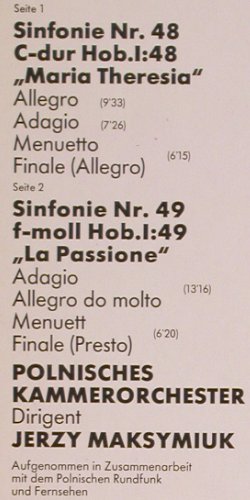 Seite 1
Sinfonie Nr. 48
C-dur Hob.I:48
„Maria Theresia“
Allegro (9'33)
Adagio (7'26)
Menuetto
Finale (Allegro) (6'15)
Seite 2
Sinfonie Nr. 49
f-moll Hob.I:49
„La Passione“
Adagio
Allegro do molto (13'16)
Menuett
Finale (Presto) (6'20)
POLNISCHES
KAMMERORCHESTER
Dirigent
JERZY MAKSYMIUK
Aufgenommen in Zusammenarbeit
mit dem Polnischen Rundfunk
und Fernsehen